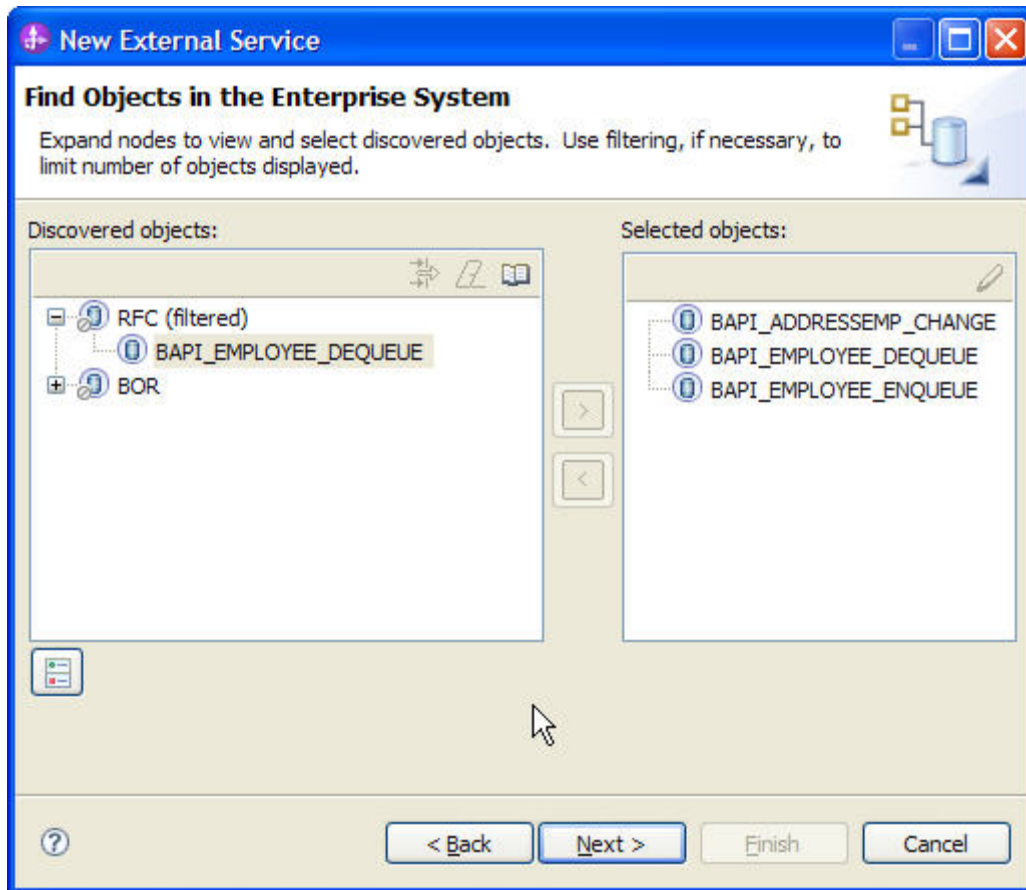 New External Service
Find Objects in the Enterprise System
Expand nodes to view and select discovered objects. Use filtering, if necessary, to
limit number of objects displayed.
Discovered objects:
Selected objects:
RFC (filtered)
BAPI_EMPLOYEE_DEQUEUE
BOR
BAPI_ADDRESSEMP_CHANGE
BAPI_EMPLOYEE_DEQUEUE
BAPI_EMPLOYEE_ENQUEUE
>
<
?
< Back
Next >
Finish
Cancel